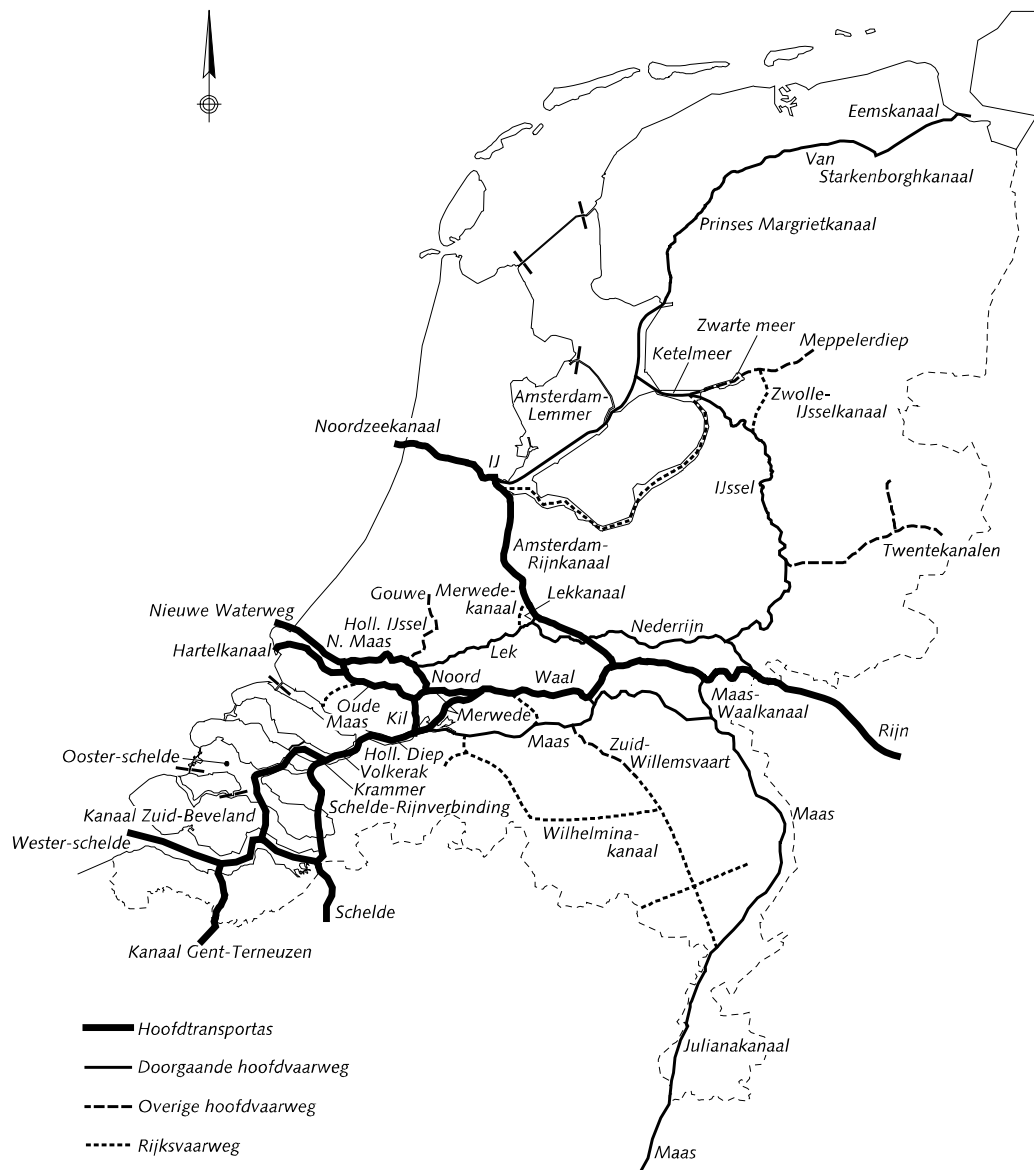 Eemskanaal
Van
Starkenborghkanaal
Prinses Margrietkanaal
Zwarte meer
Meppelerdiep
Ketelmeer
Amsterdam-
Lemmer
Zwolle-
IJsselkanaal
Noordzeekanaal
IJ
IJssel
Amsterdam-
Rijnkanaal
Twentekanalen
Gouwe
Merwede-
kanaal
Lekkanaal
Nieuwe Waterweg
Holl. IJssel
N. Maas
Nederrijn
Hartelkanaal
Lek
Noord
Waal
Oude
Maas
Kil
Merwede
Maas-
Waalkanaal
Rijn
Maas
Zuid-
Willemsvaart
Ooster-schelde
Holl. Diep
Volkerak
Krammer
Schelde-Rijnverbinding
Kanaal Zuid-Beveland
Maas
Wester-schelde
Wilhelmina-
kanaal
Schelde
Kanaal Gent-Terneuzen
Hoofdtransportas
Doorgaande hoofdvaarweg
Julianakanaal
Overige hoofdvaarweg
Rijksvaarweg
Maas